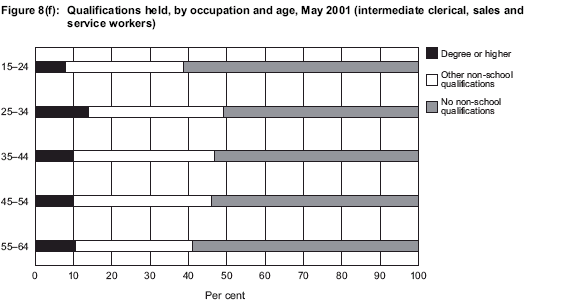 Figure 8(f): Qualifications held, by occupation and age, May 2001 (intermediate clerical, sales and
service workers)
Degree or higher
Other non-school
qualifications
No non-school
qualifications
15–24
25–34
35–44
45–54
55–64
0 10 20 30 40 50 60 70 80 90 100
Per cent